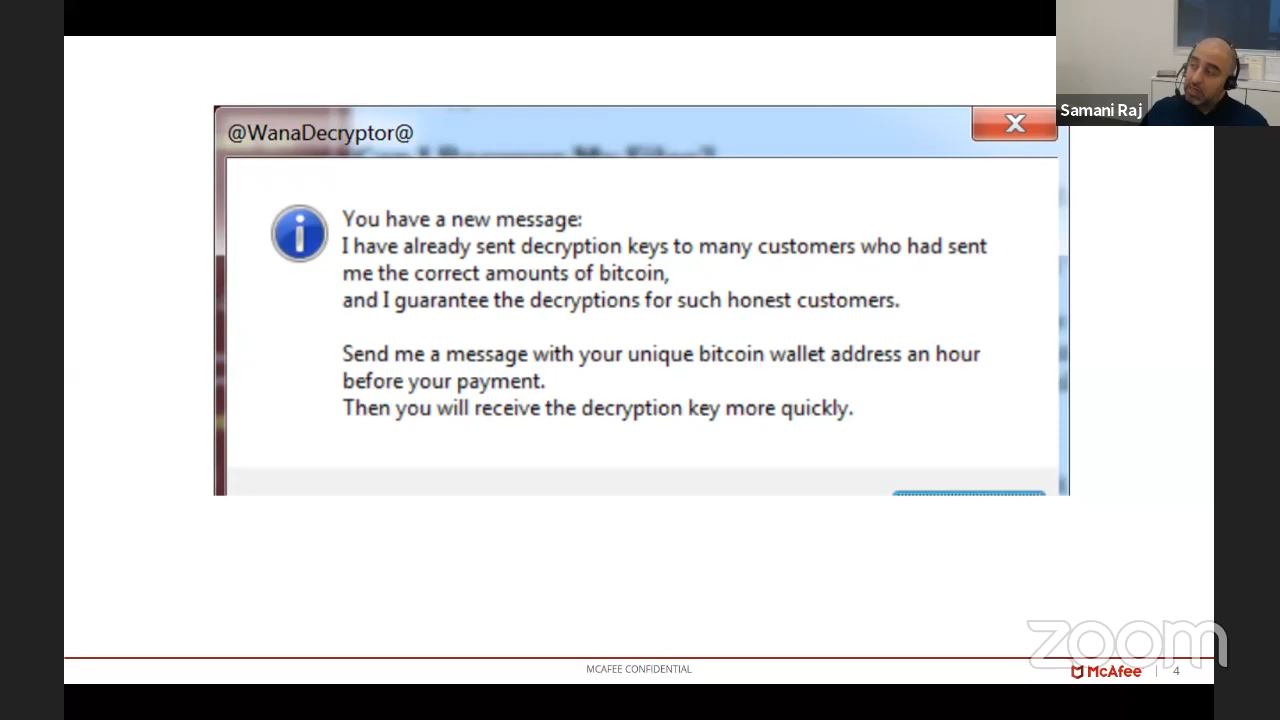 Samani Raj
@WanaDecryptor@
You have a new message:
I have already sent decryption keys to many customers who had sent
me the correct amounts of bitcoin,
and I guarantee the decryptions for such honest customers.
Send me a message with your unique bitcoin wallet address an hour
before your payment.
Then you will receive the decryption key more quickly.
zoom
MCAFEE CONFIDENTIAL
McAfee | 4